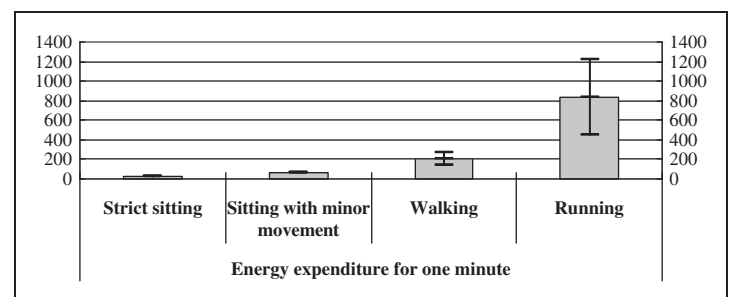 1400 1400
1200 1200
1000 1000
800 800
600 600
400 400
200 200
0 0
Strict sitting Sitting with minor Walking Running
movement
Energy expenditure for one minute